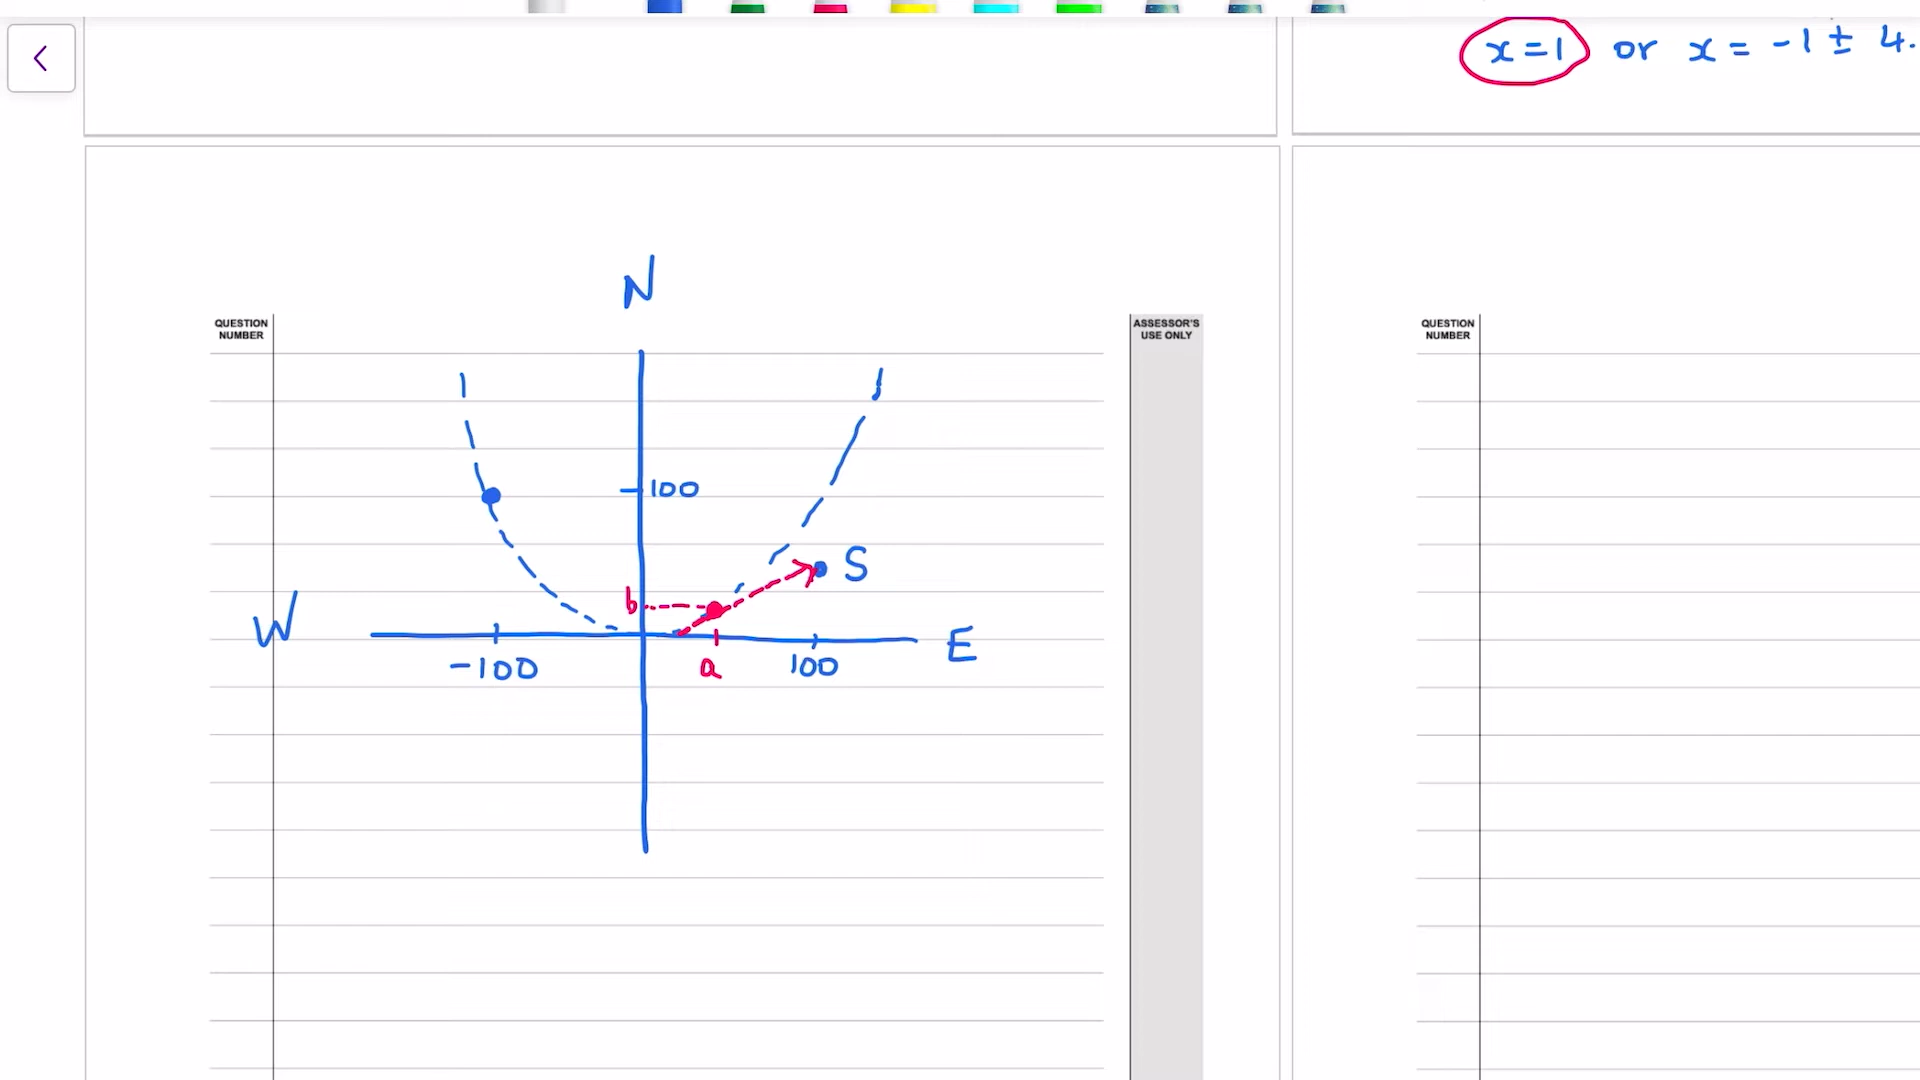 x=1 or x = -1 ± 4.
N
QUESTION NUMBER
ASSESSOR'S USE ONLY
QUESTION NUMBER
100
S
b
W
E
-100
a
100